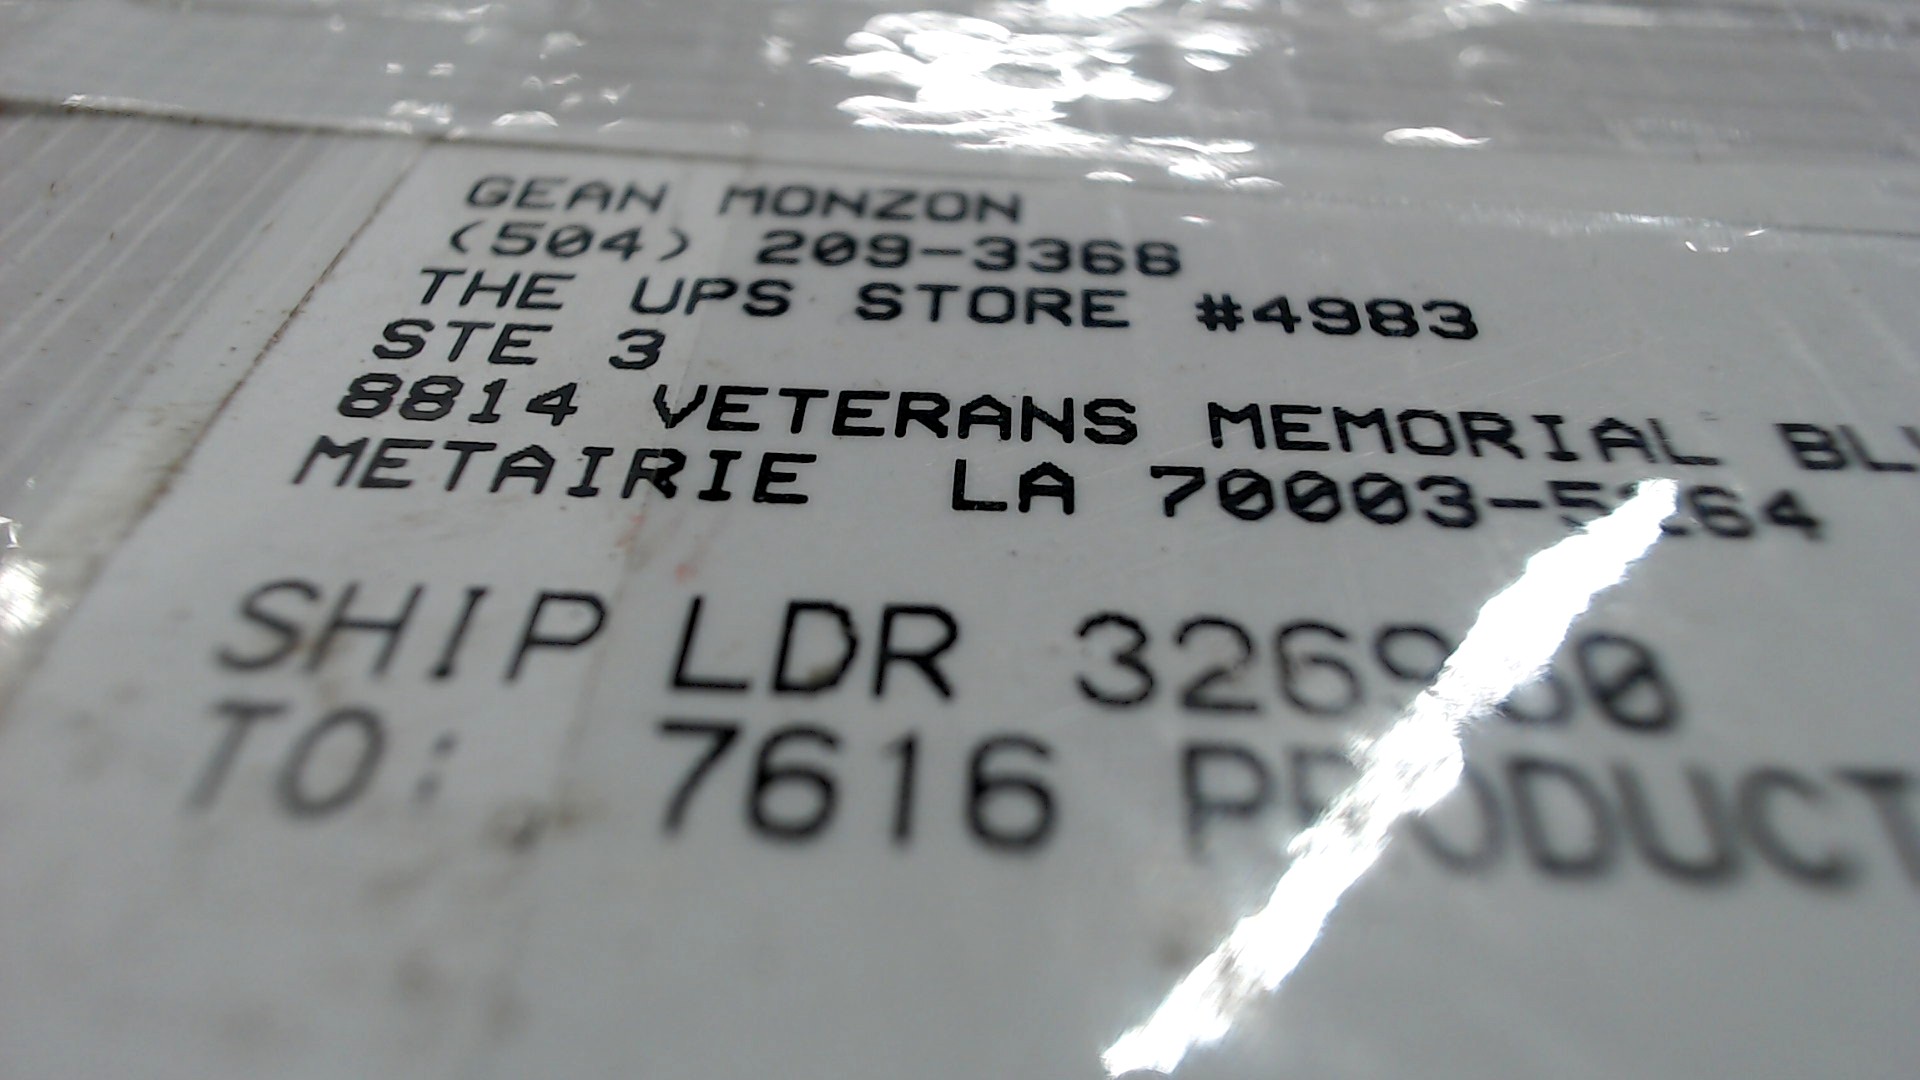 GEAN MONZON
(504) 209-3368
THE UPS STORE #4983
STE 3
8814 VETERANS MEMORIAL
METAIRIE LA
SHIP LDR
TO: 7616